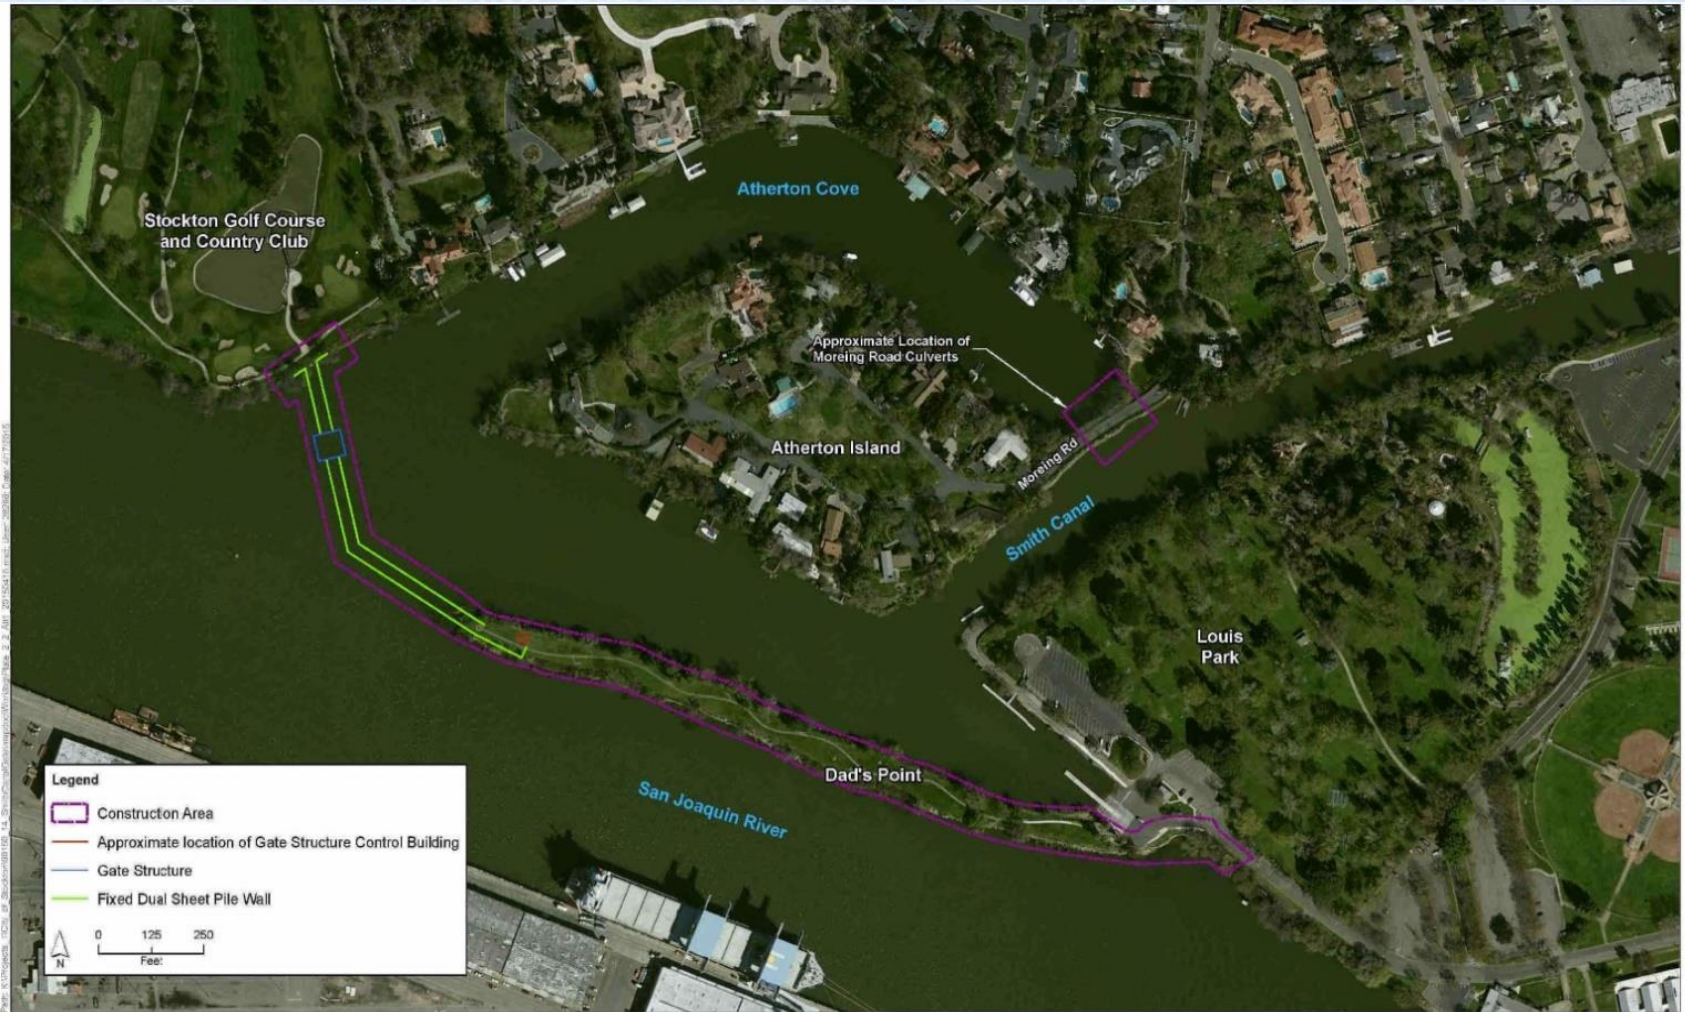 Atherton Cove
Stockton Golf Course
and Country Club
Approximate Location of
Moreing Road Culverts
Atherton Island
Moreing Rd
Smith Canal
Louis
Park
Dad's Point
San Joaquin River
Legend
Construction Area
Approximate location of Gate Structure Control Building
Gate Structure
Fixed Dual Sheet Pile Wall
0 125 250
Feet
N